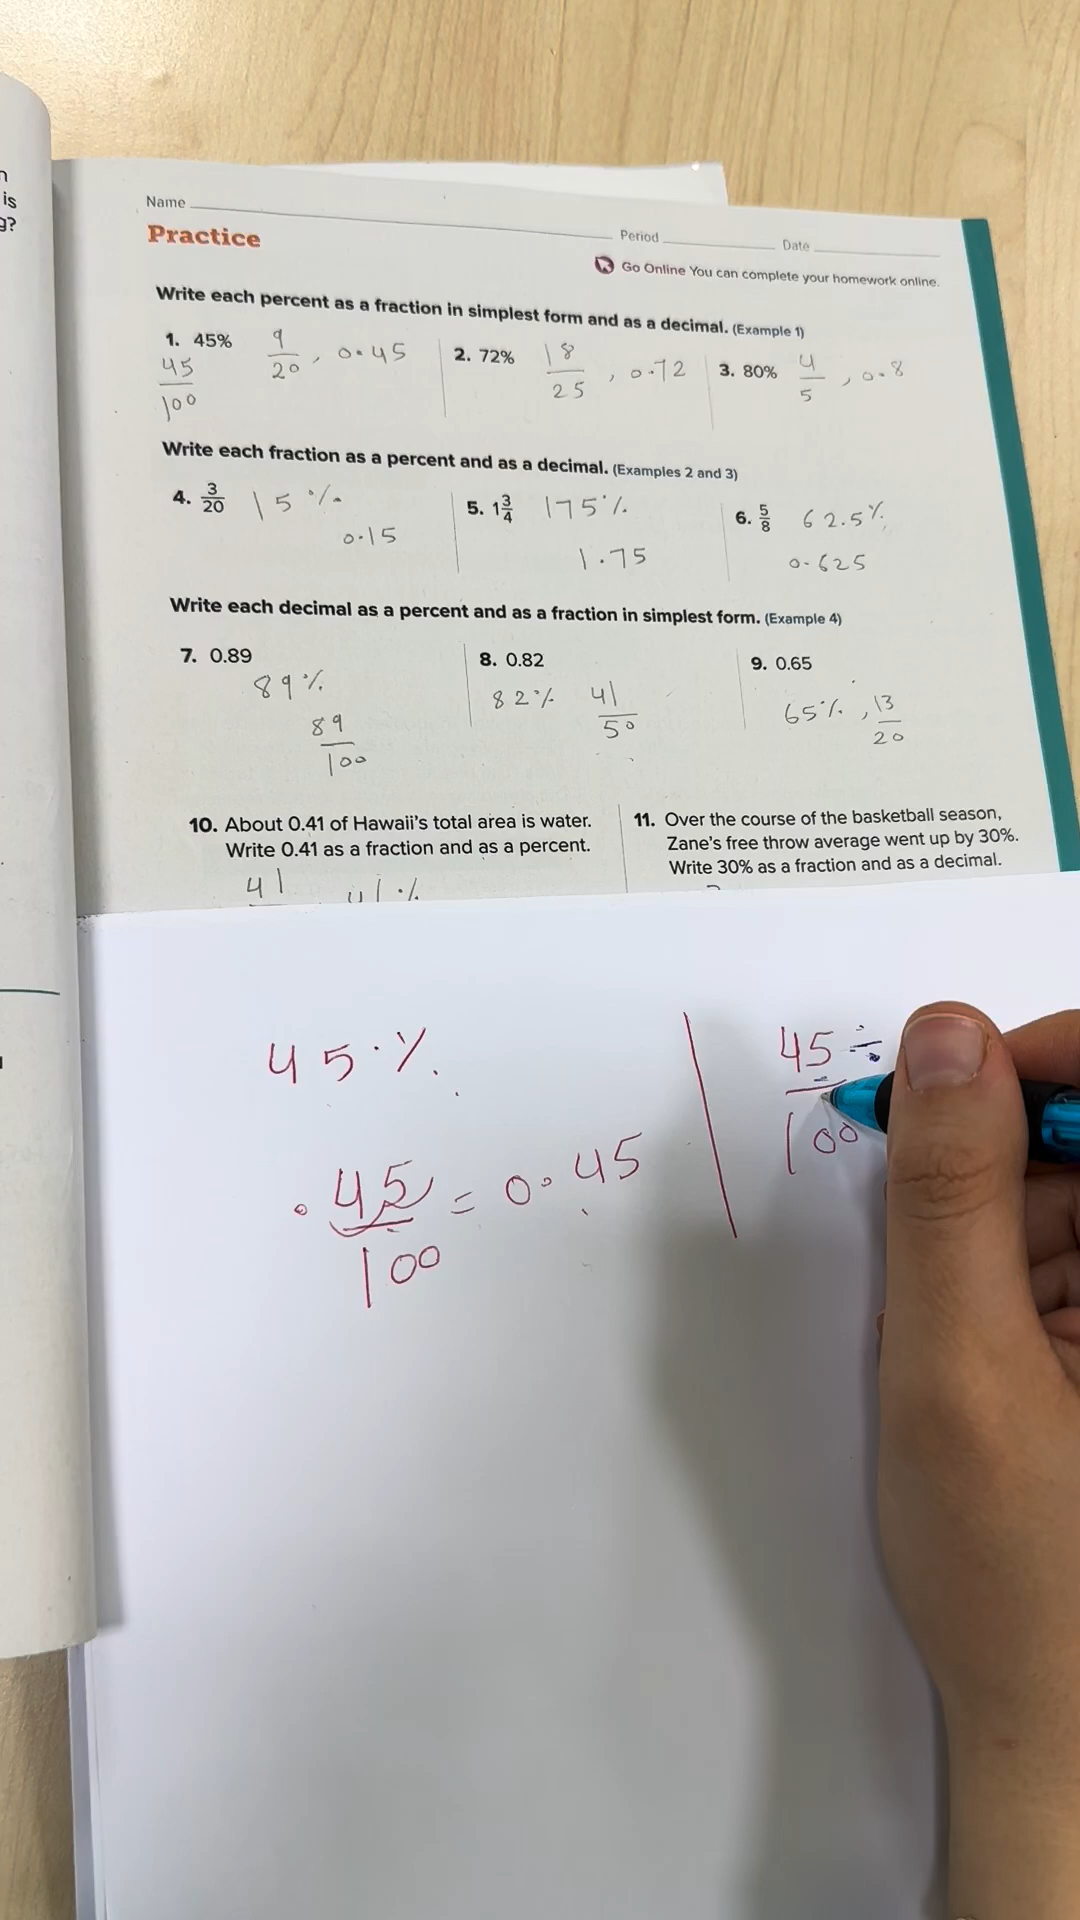 is
g?
Name
Period
Date
Practice
Go Online You can complete your homework online.
Write each percent as a fraction in simplest form and as a decimal. (Example 1)
1. 45% 9/20, 0.45
45/100
2. 72% 18/25, 0.72
3. 80% 4/5, 0.8
Write each fraction as a percent and as a decimal. (Examples 2 and 3)
4. 3/20 15%
0.15
5. 1 3/4 175%
1.75
6. 5/8 62.5%
0.625
Write each decimal as a percent and as a fraction in simplest form. (Example 4)
7. 0.89
89%
89/100
8. 0.82
82% 41/50
9. 0.65
65%, 13/20
10. About 0.41 of Hawaii's total area is water.
Write 0.41 as a fraction and as a percent.
41 41%
11. Over the course of the basketball season,
Zane's free throw average went up by 30%.
Write 30% as a fraction and as a decimal.
45%
.45/100 = 0.45
45 ÷
100